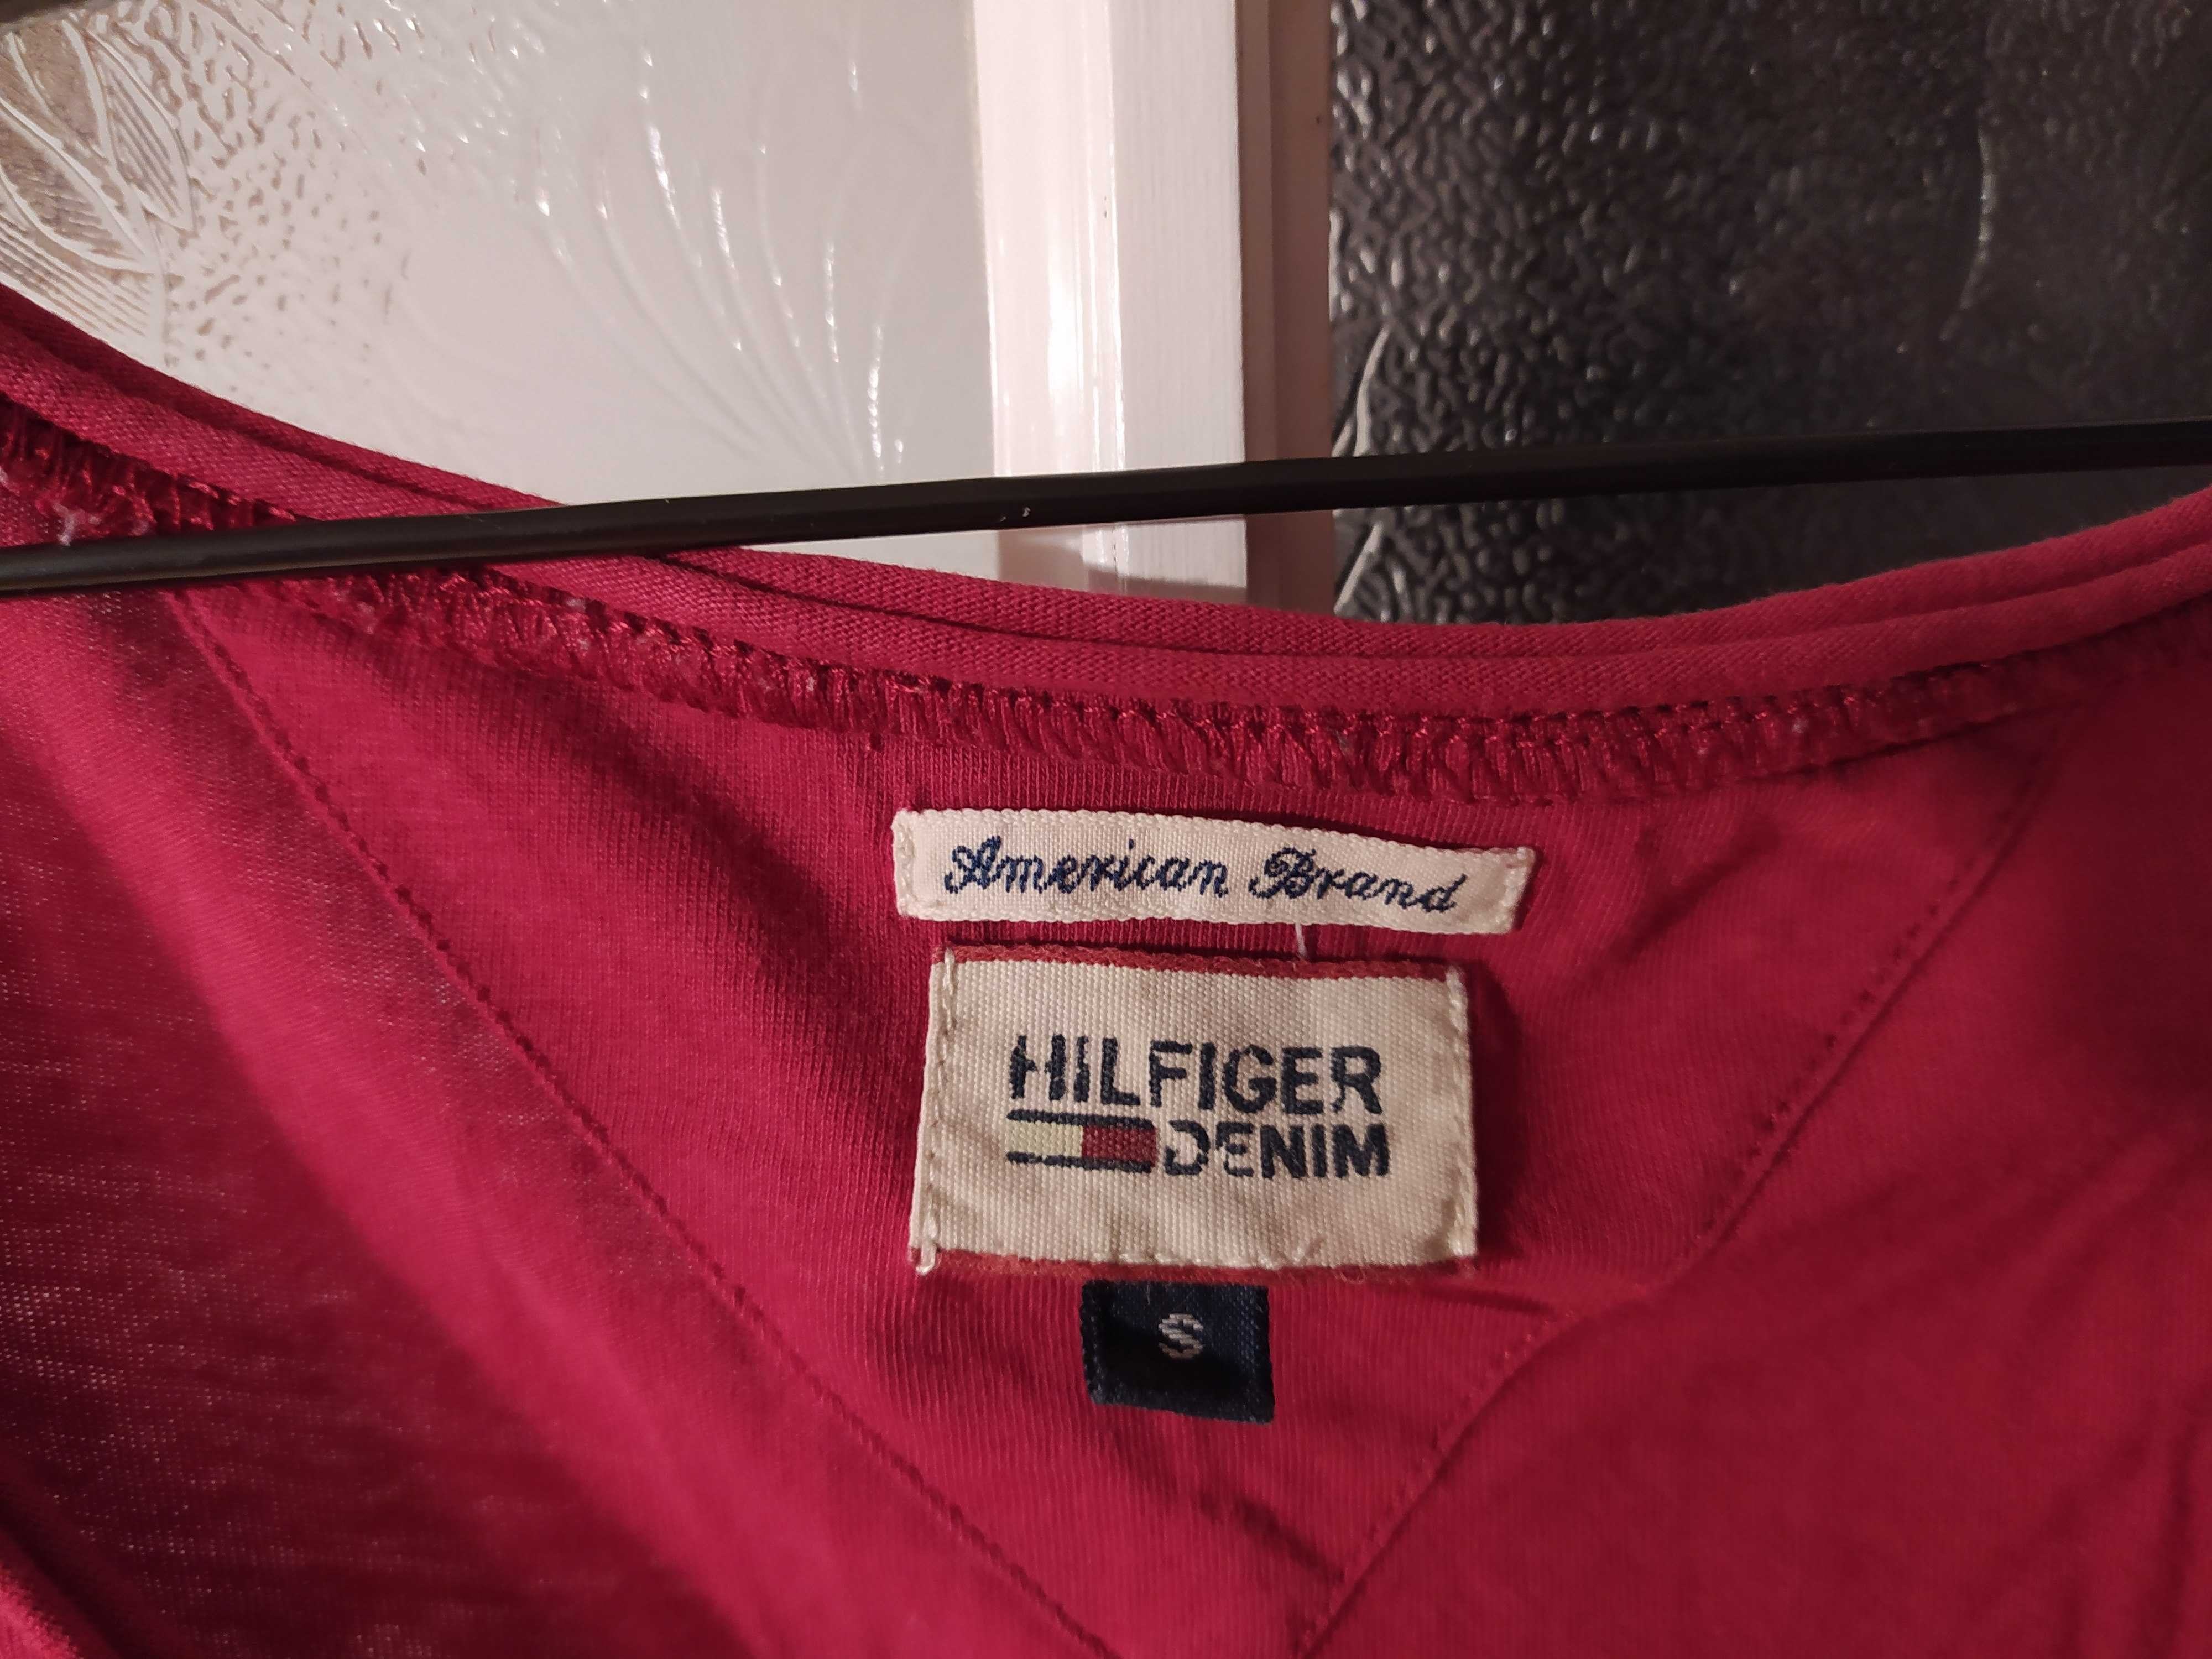 American Brand
HILFIGER
DENIM
S